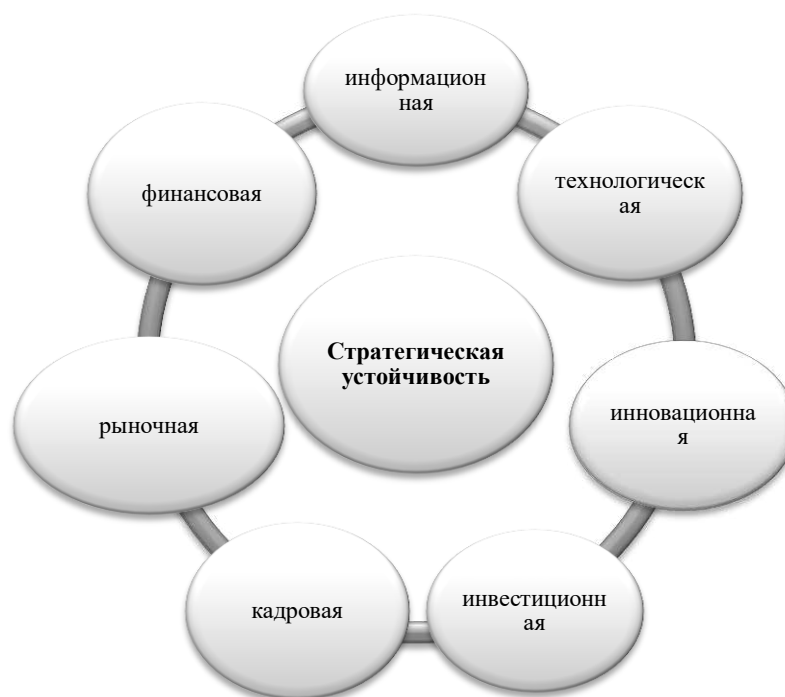 информацион
ная
технологическ
ая
финансовая
Стратегическая
устойчивость
рыночная
инновационна
я
кадровая
инвестиционн
ая